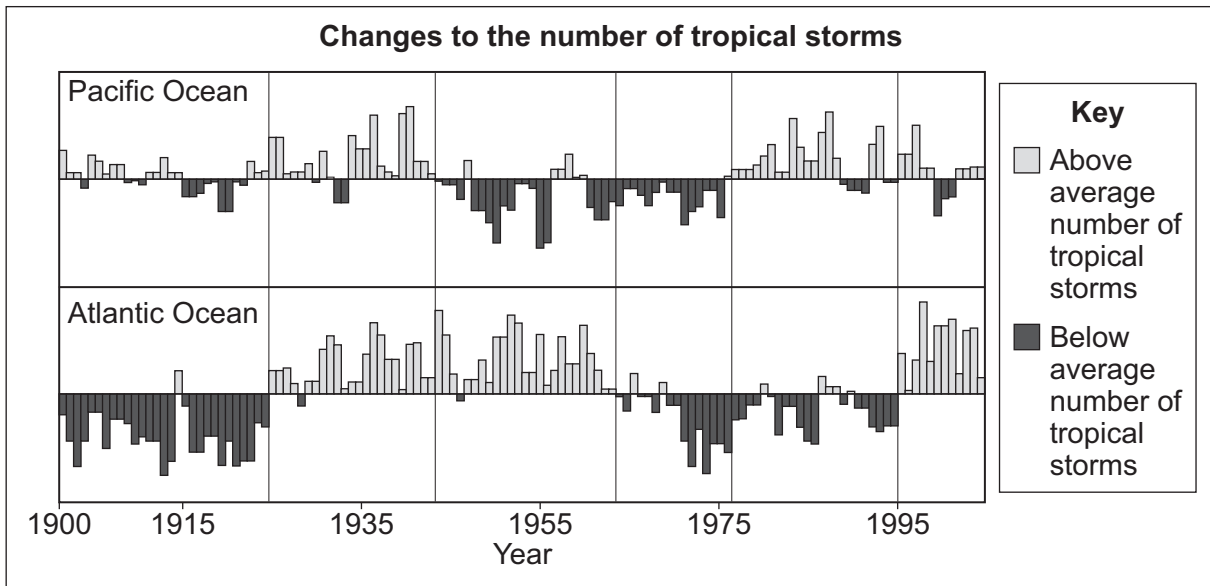 Changes to the number of tropical storms
Pacific Ocean
Atlantic Ocean
1900 1915 1935 1955 1975 1995
Year
Key
Above
average
number of
tropical
storms
Below
average
number of
tropical
storms